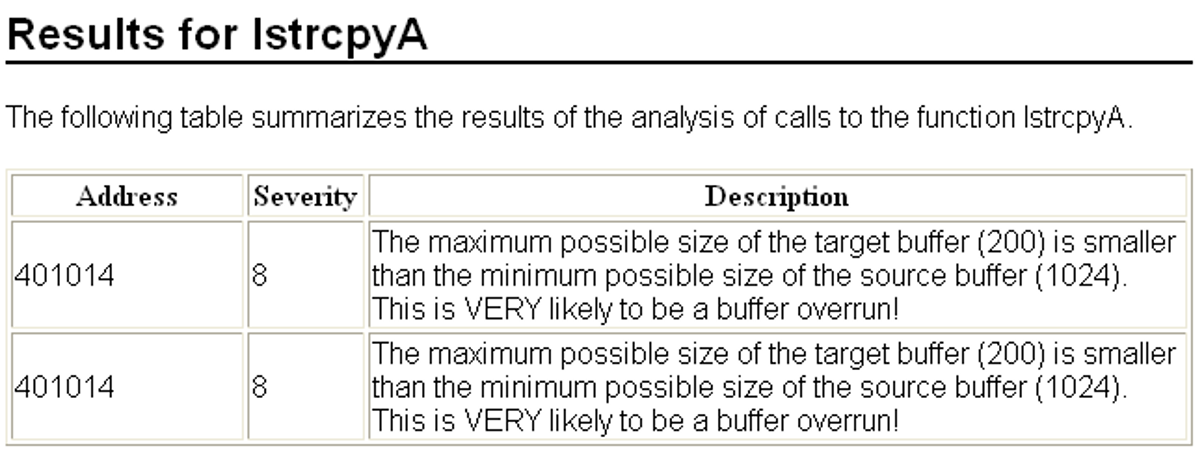 Results for lstrcpyA
The following table summarizes the results of the analysis of calls to the function lstrcpyA.
Address Severity Description
The maximum possible size of the target buffer (200) is smaller
401014 8 than the minimum possible size of the source buffer (1024).
This is VERY likely to be a buffer overrun!
The maximum possible size of the target buffer (200) is smaller
401014 8 than the minimum possible size of the source buffer (1024).
This is VERY likely to be a buffer overrun!